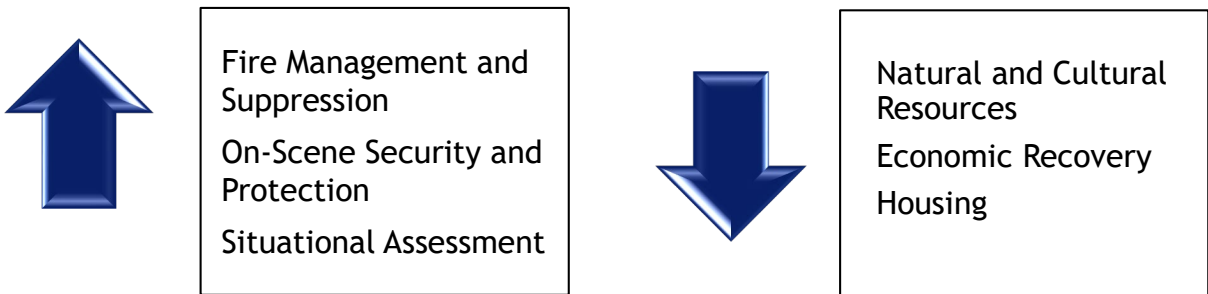 Fire Management and
Suppression
On-Scene Security and
Protection
Situational Assessment
Natural and Cultural
Resources
Economic Recovery
Housing